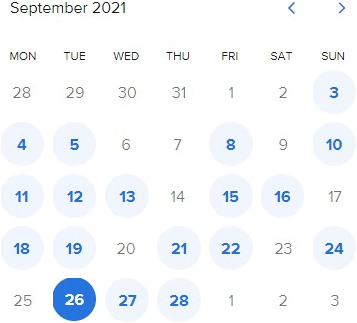 September 2021
MON TUE WED THU FRI SAT SUN
28 29 30 31 1 2 3
4 5 6 7 8 9 10
11 12 13 14 15 16 17
18 19 20 21 22 23 24
25 26 27 28 1 2 3